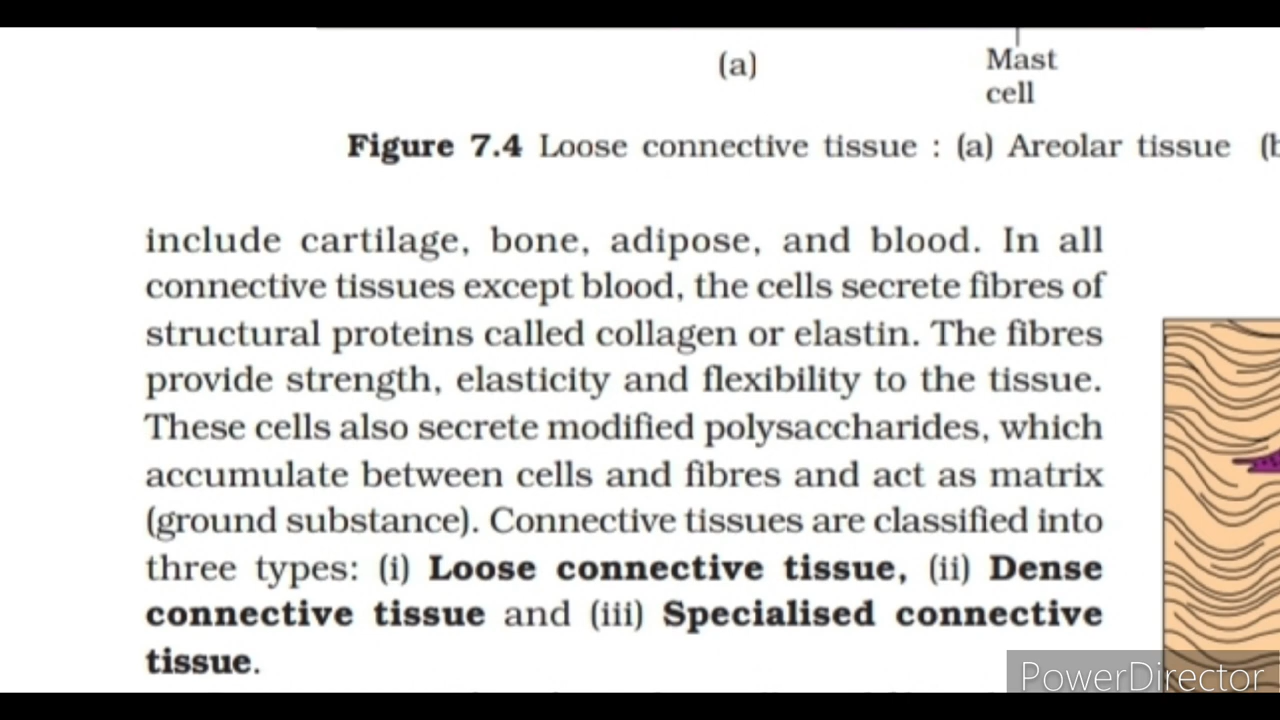 (a)
Mast
cell
Figure 7.4 Loose connective tissue : (a) Areolar tissue (b
include cartilage, bone, adipose, and blood. In all
connective tissues except blood, the cells secrete fibres of
structural proteins called collagen or elastin. The fibres
provide strength, elasticity and flexibility to the tissue.
These cells also secrete modified polysaccharides, which
accumulate between cells and fibres and act as matrix
(ground substance). Connective tissues are classified into
three types: (i) Loose connective tissue, (ii) Dense
connective tissue and (iii) Specialised connective
tissue.
PowerDirector